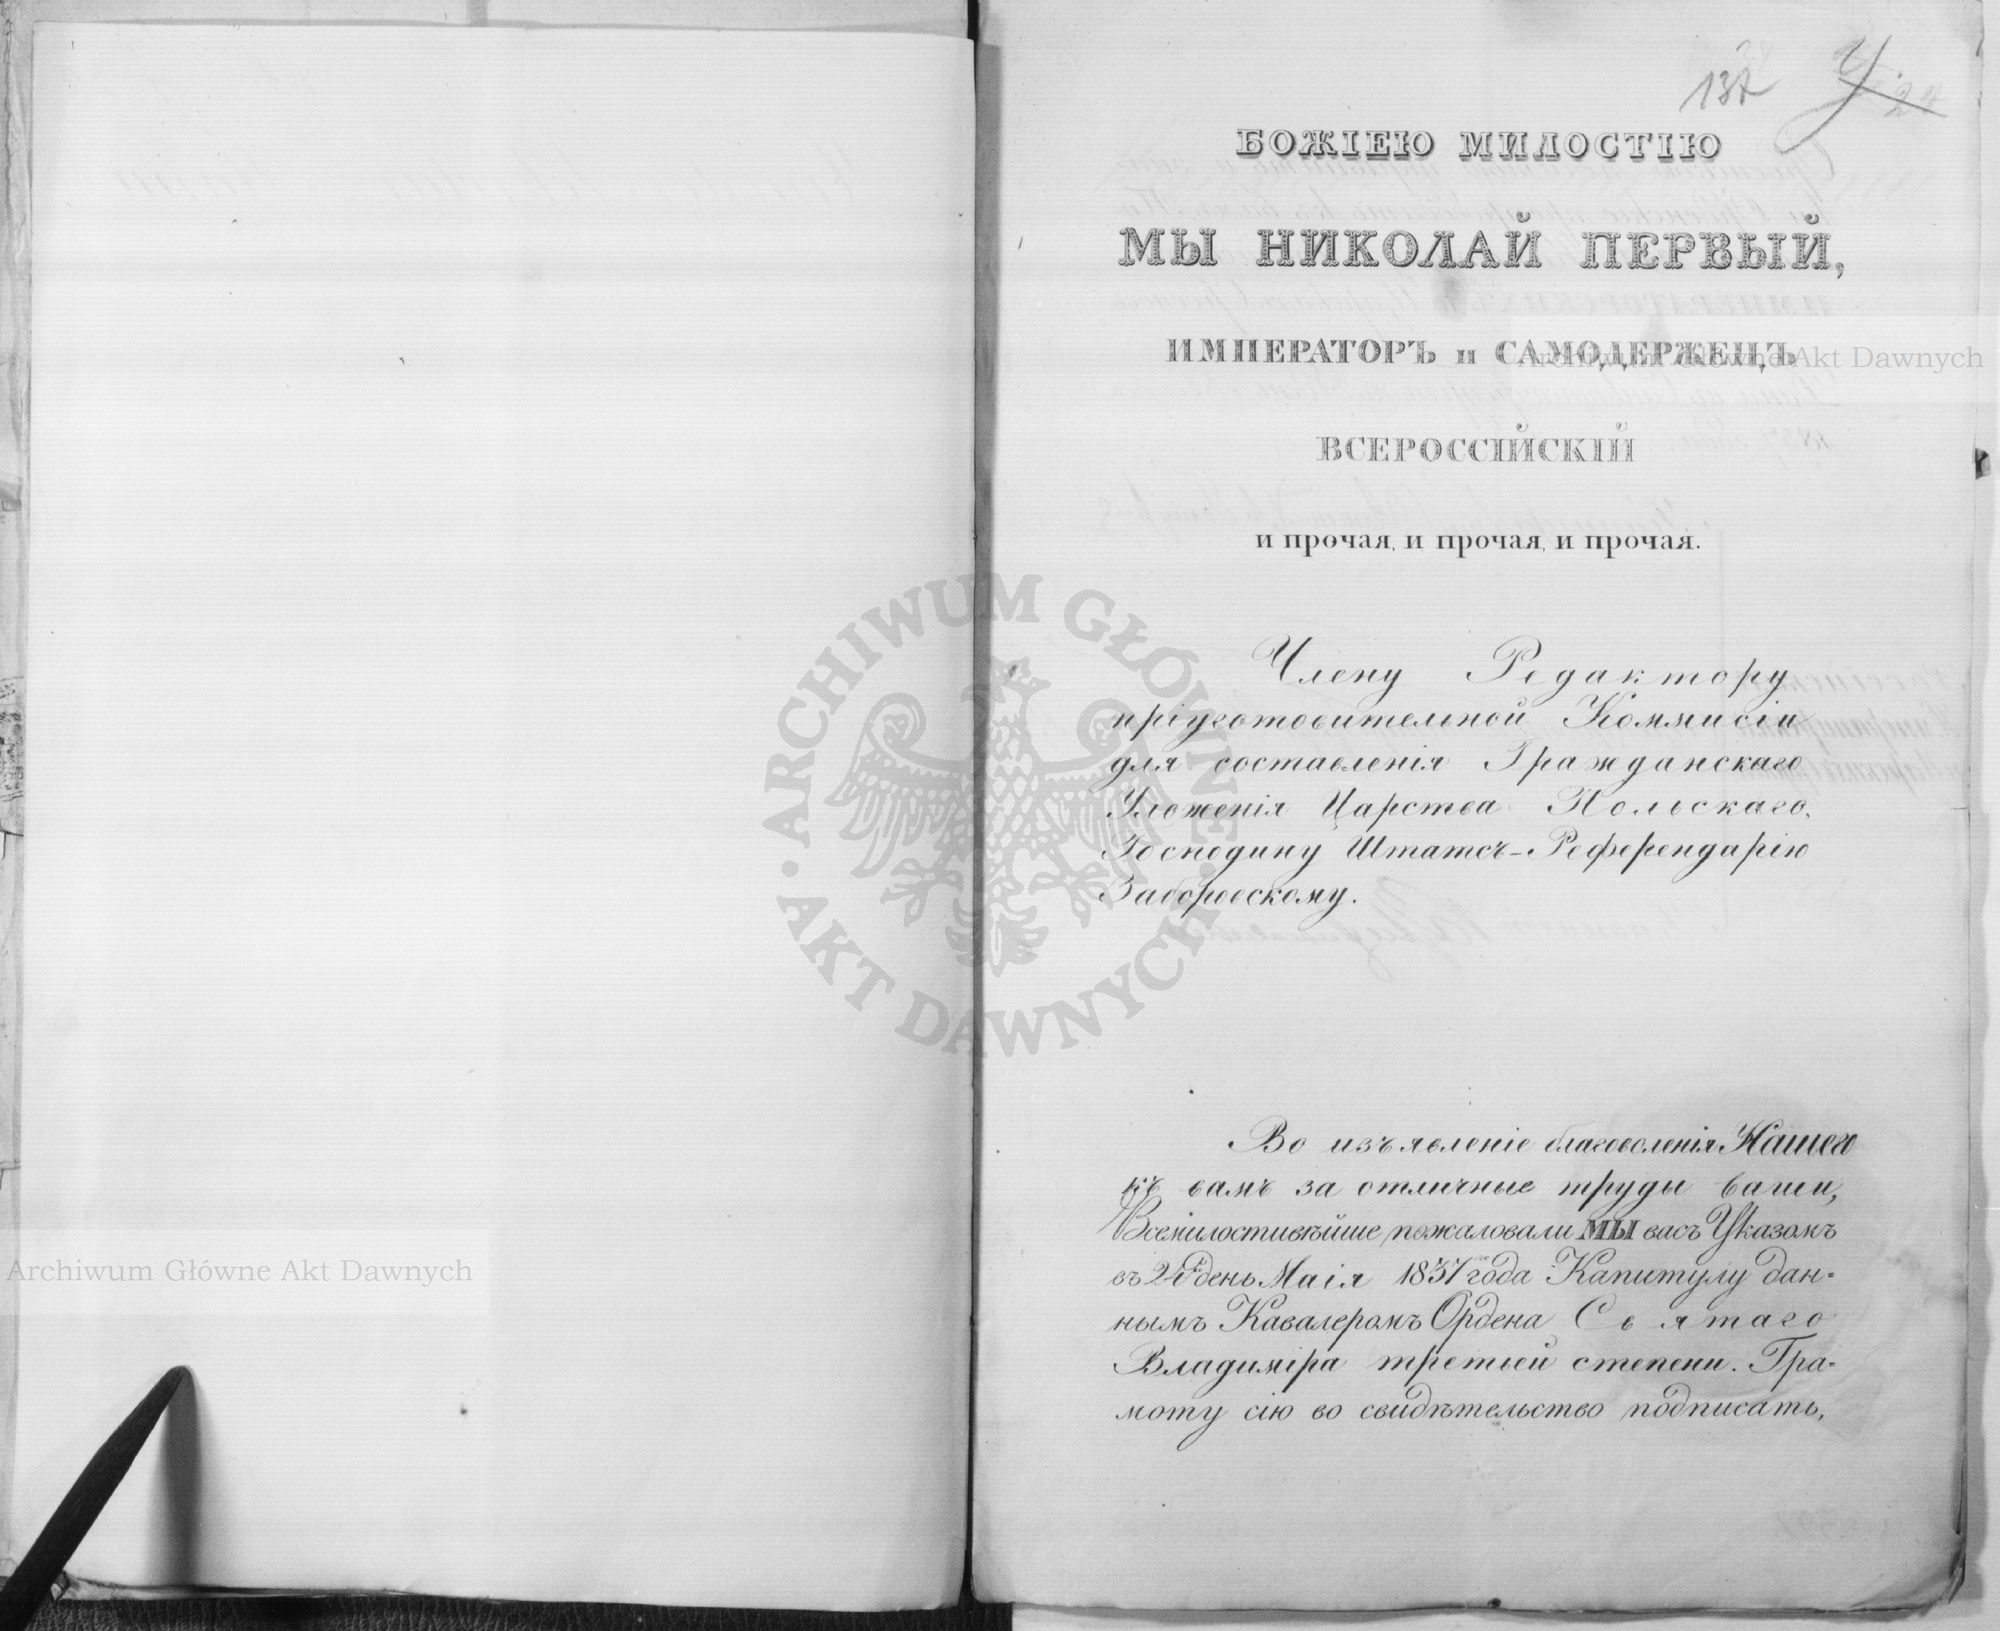 137
БОЖІЕЮ МИЛОСТІЮ
МЫ НИКОЛАЙ ПЕРВЫЙ,
ИМПЕРАТОРЪ и САМОДЕРЖЕЦЪ
Archiwum Główne Akt Dawnych
ВСЕРОССІЙСКІЙ
и прочая, и прочая, и прочая.
ARCHIWUM GŁÓWNE AKT DAWNYCH
Члену Редактору
пріуготовительной Коммисіи
для составленія Гражданскаго
Уложенія Царства Польскаго,
Господину Штатсъ-Референдарію
Заборовскому.
Во изъявленіе благоволенія Нашего
къ вамъ за отличные труды ваши,
Всемилостивѣйше пожаловали МЫ васъ Указомъ
въ день Маія 1837 года Капитулу дан-
нымъ Кавалеромъ Ордена Святаго
Владиміра третьей степени. Гра-
моту сію во свидѣтельство подписать,
Archiwum Główne Akt Dawnych